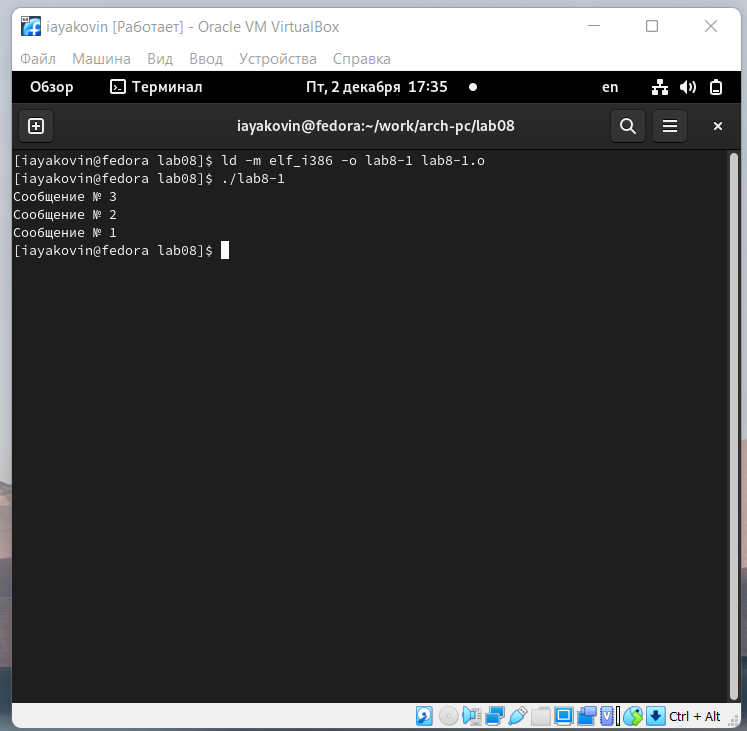 iayakovin [Работает] - Oracle VM VirtualBox
Файл Машина Вид Ввод Устройства Справка
Обзор Терминал Пт, 2 декабря 17:35 en
iayakovin@fedora:~/work/arch-pc/lab08
[iayakovin@fedora lab08]$ ld -m elf_i386 -o lab8-1 lab8-1.o
[iayakovin@fedora lab08]$ ./lab8-1
Сообщение № 3
Сообщение № 2
Сообщение № 1
[iayakovin@fedora lab08]$
Ctrl + Alt